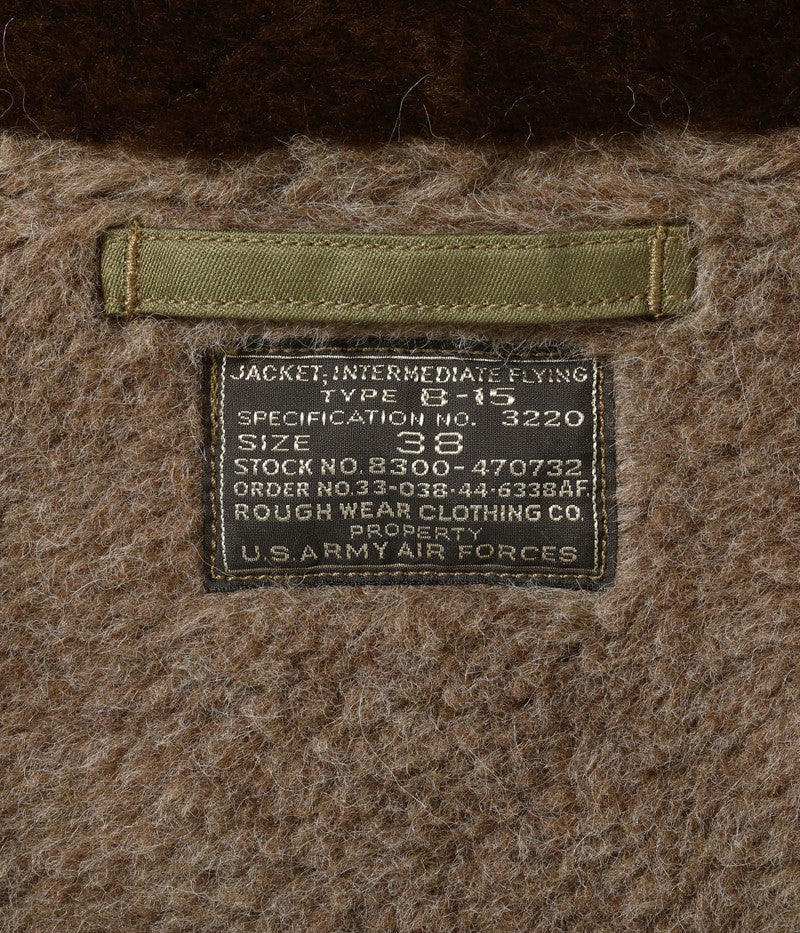 JACKET, INTERMEDIATE FLYING
TYPE B-15
SPECIFICATION NO. 3220
SIZE 38
STOCK NO. 8300-470732
ORDER NO. 33-038-44-6338AF.
ROUGH WEAR CLOTHING CO.
PROPERTY
U.S. ARMY AIR FORCES